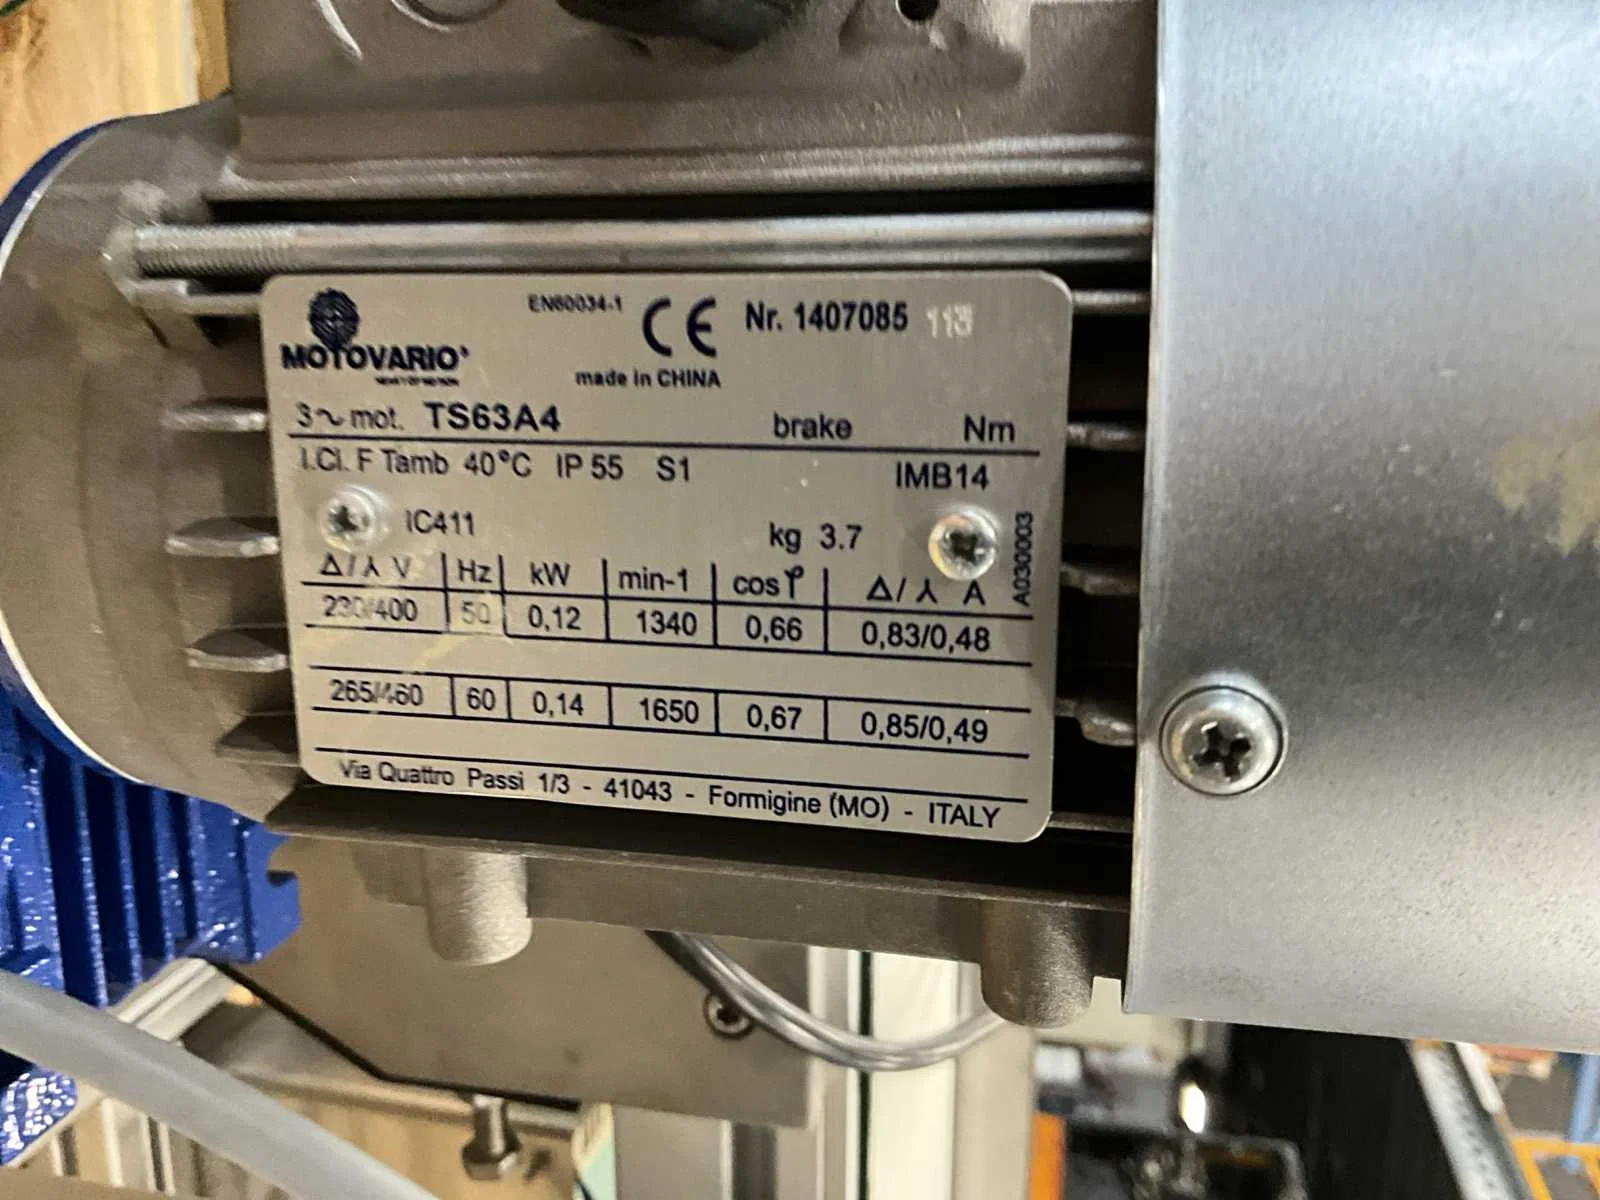 EN60034-1 CE Nr. 1407085 113
MOTOVARIO®
made in CHINA
3~mot. TS63A4 brake Nm
I.Cl. F Tamb 40°C IP 55 S1 IMB14
IC411 kg 3.7
A030003
Δ/⅄ V Hz kW min-1 cosφ Δ/⅄ A
230/400 50 0,12 1340 0,66 0,83/0,48
265/460 60 0,14 1650 0,67 0,85/0,49
Via Quattro Passi 1/3 - 41043 - Formigine (MO) - ITALY